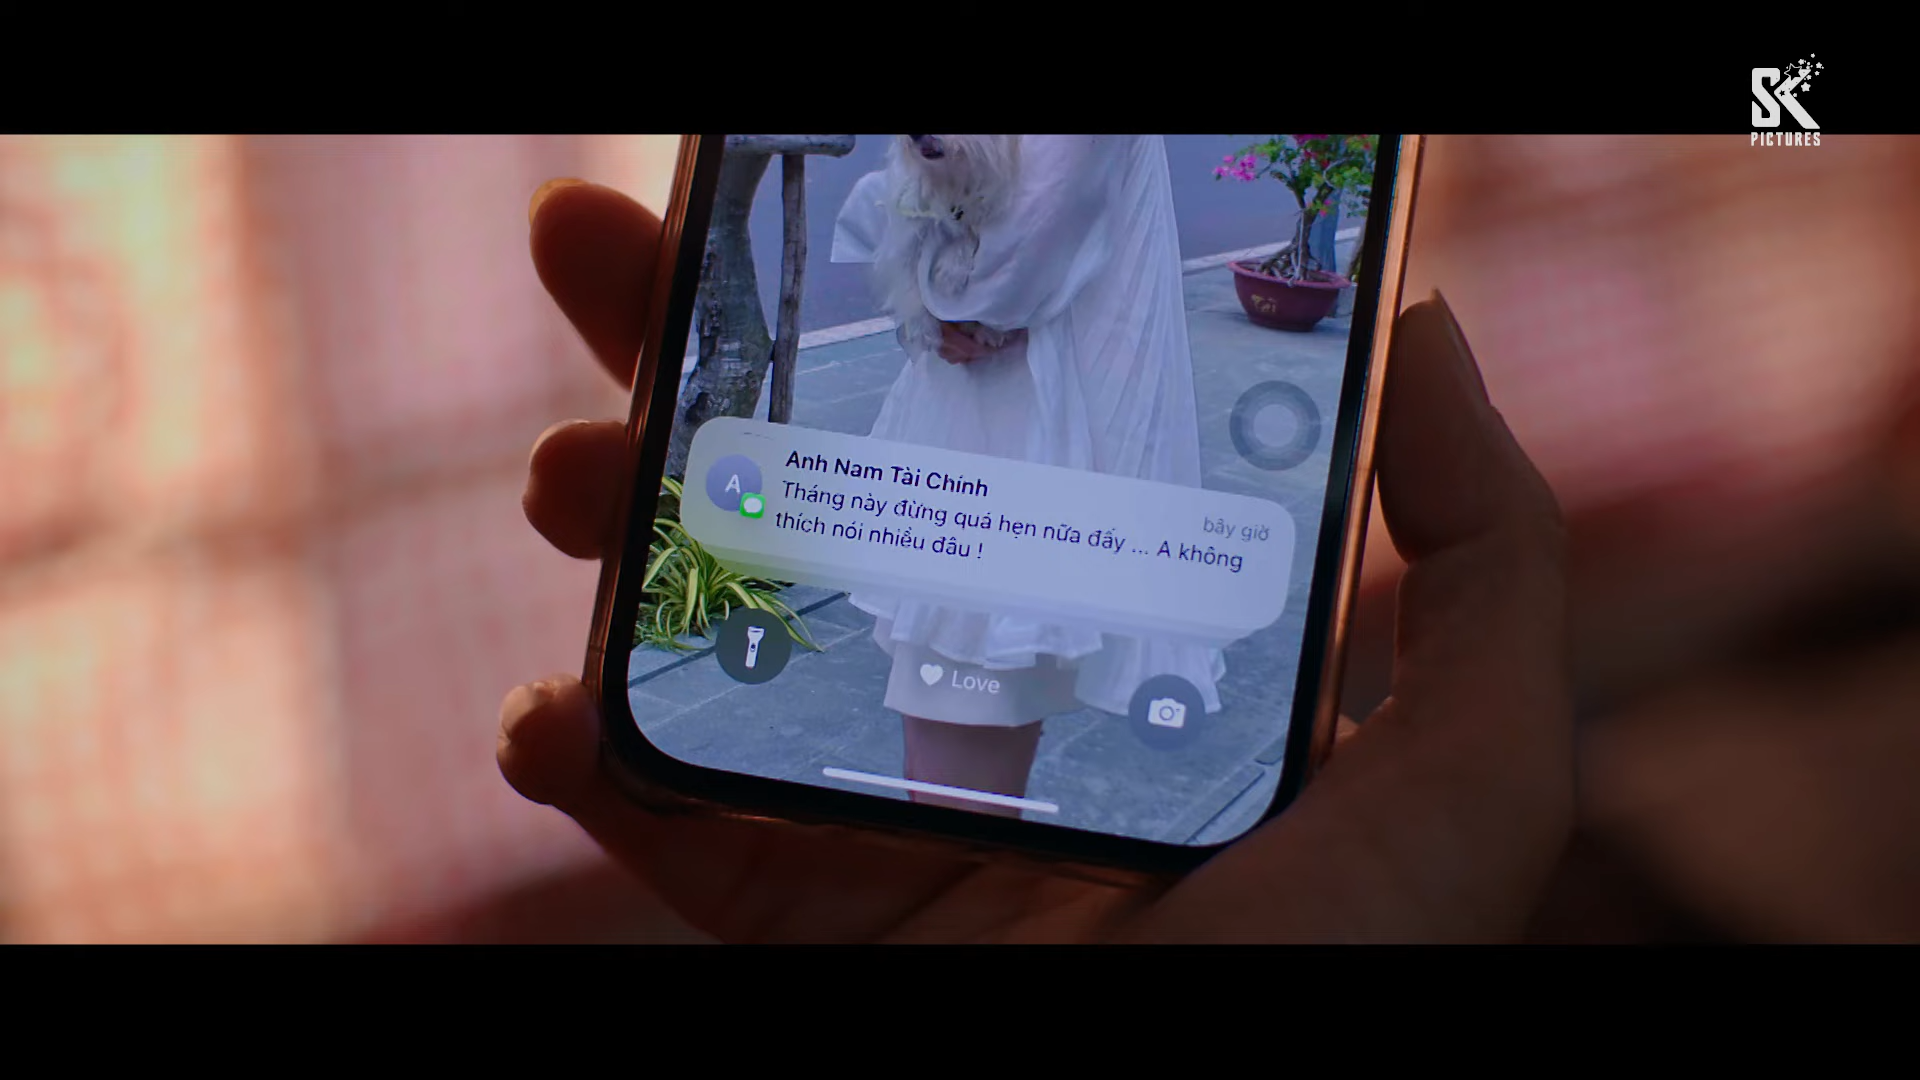 SK
PICTURES
Anh Nam Tài Chính
bây giờ
Tháng này đừng quá hẹn nữa đấy ... A không
thích nói nhiều đâu !
A
Love